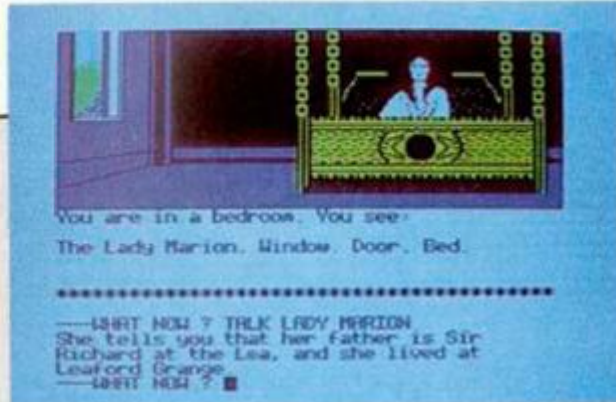 You are in a bedroom. You see:
The Lady Marion. Window. Door. Bed.
****************************************************
----WHAT NOW ? TALK LADY MARION
She tells you that her father is Sir
Richard at the Lea, and she lived at
Leaford Grange.
----WHAT NOW ?